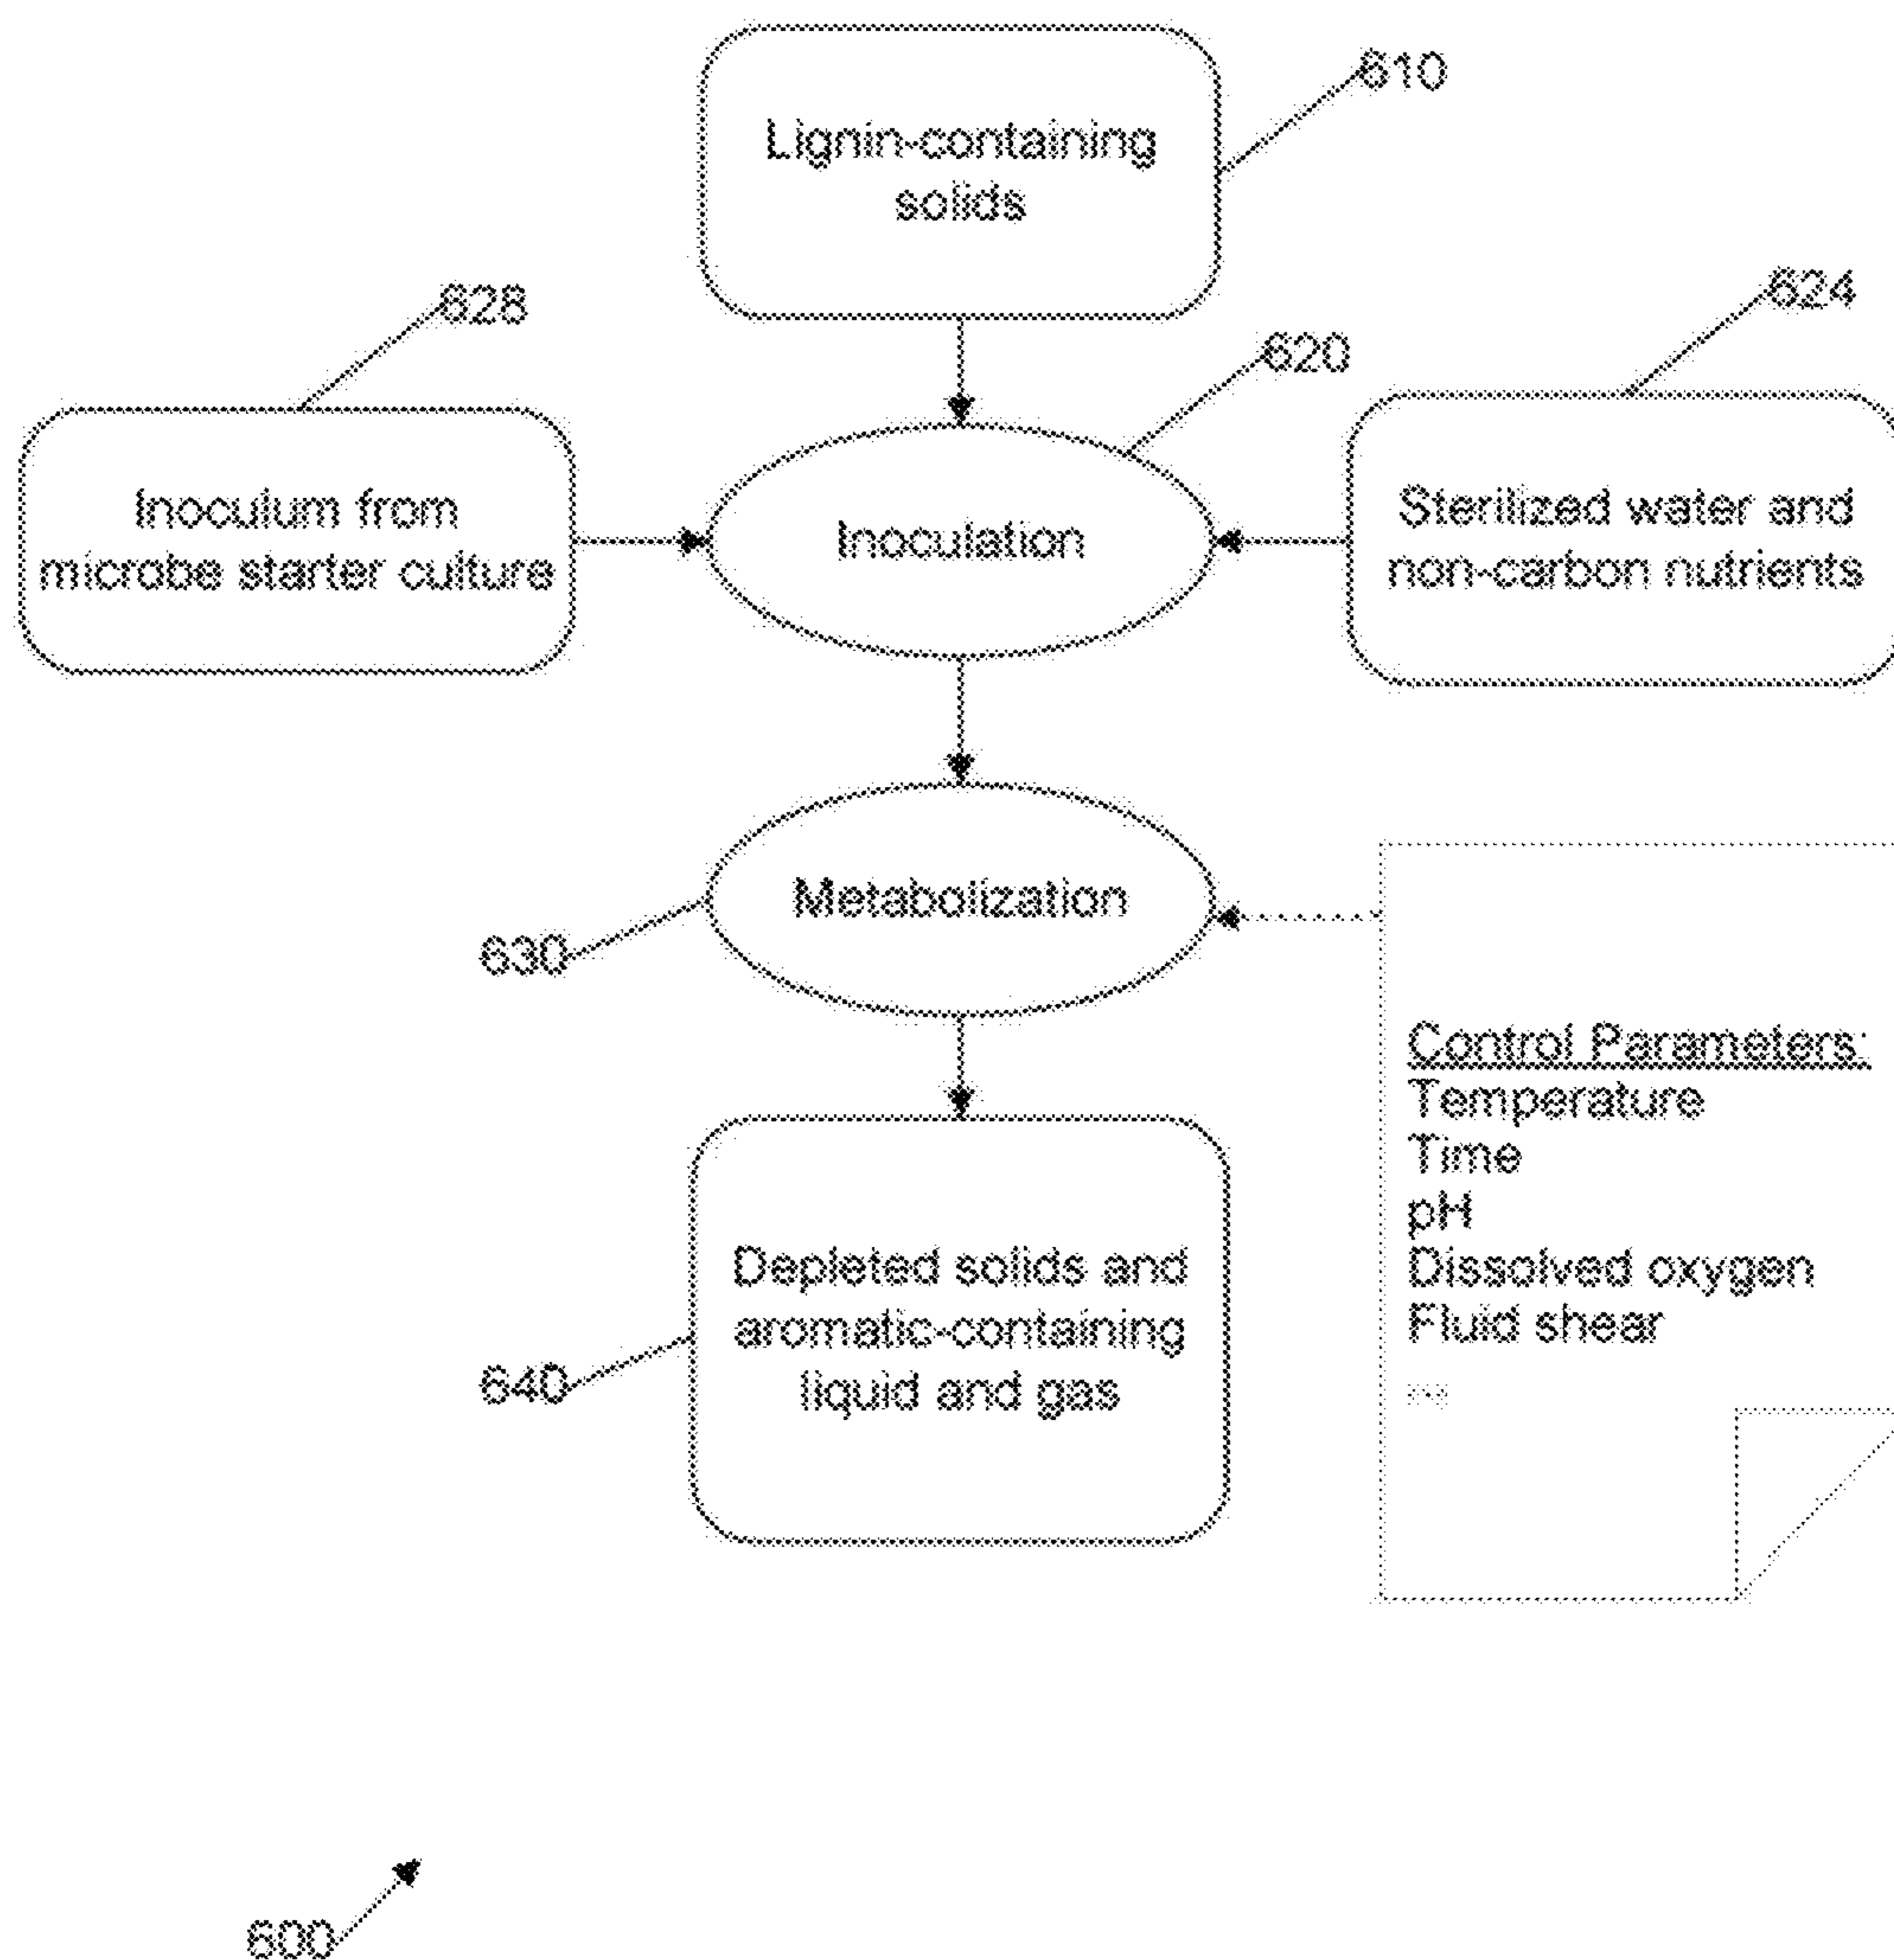 610
Lignin-containing
solids
628
624
620
Inoculum from
microbe starter culture
Inoculation
Sterilized water and
non-carbon nutrients
Metabolization
630
Control Parameters:
Temperature
Time
pH
Dissolved oxygen
Fluid shear
...
Depleted solids and
aromatic-containing
liquid and gas
640
600